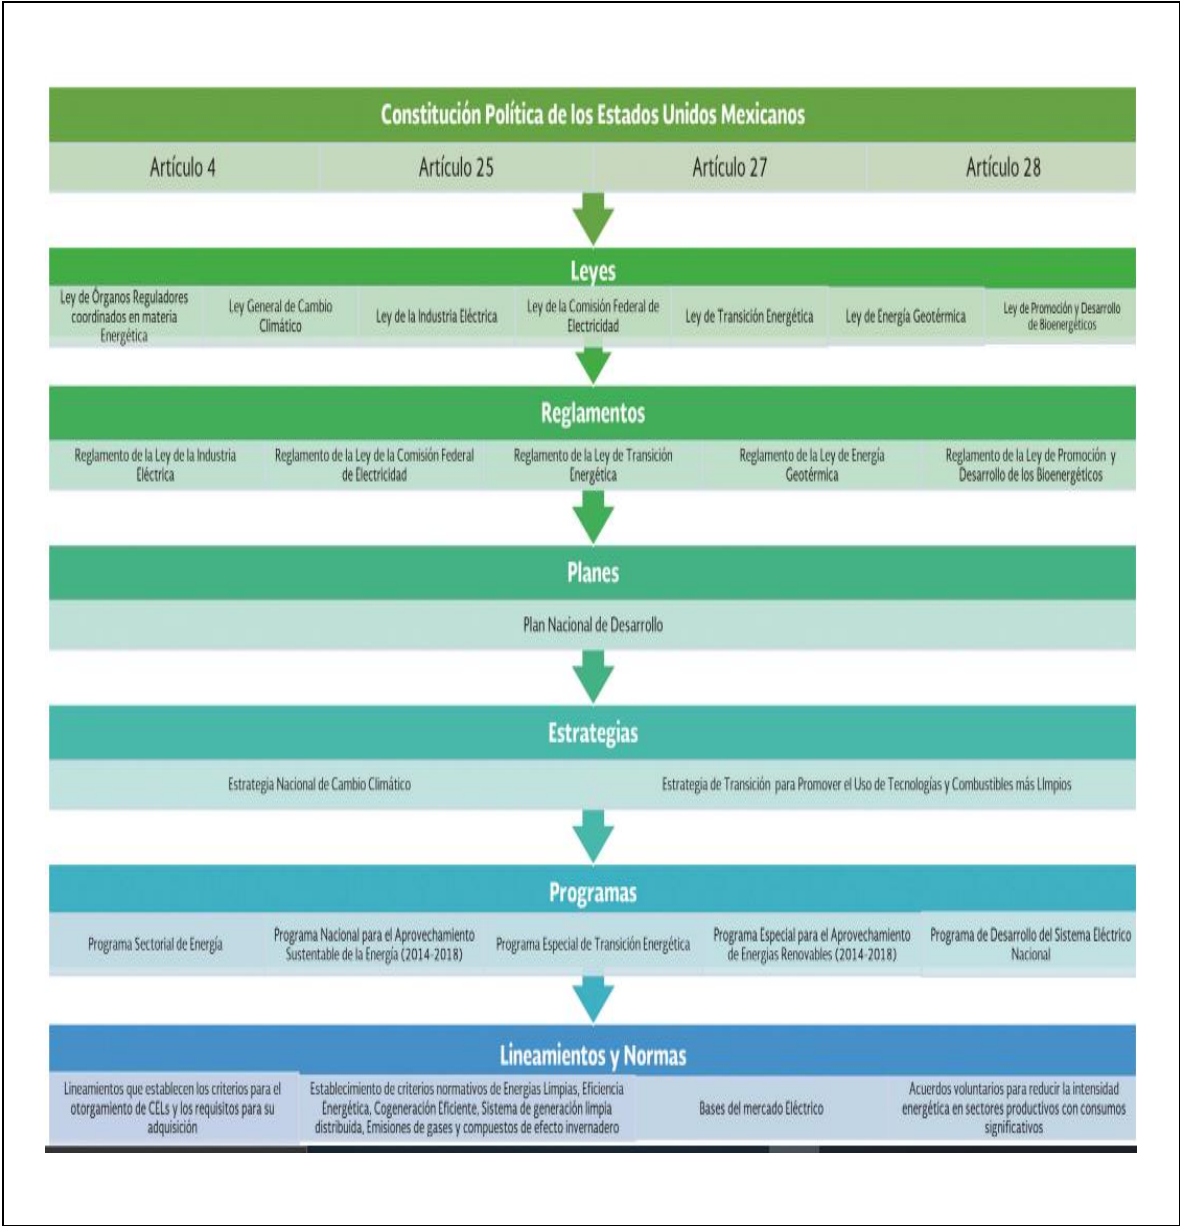 Constitución Política de los Estados Unidos Mexicanos
Artículo 4
Artículo 25
Artículo 27
Artículo 28
Leyes
Ley de Órganos Reguladores
coordinados en materia
Energética
Ley General de Cambio
Climático
Ley de la Industria Eléctrica
Ley de la Comisión Federal de
Electricidad
Ley de Transición Energética
Ley de Energía Geotérmica
Ley de Promoción y Desarrollo
de Bioenergéticos
Reglamentos
Reglamento de la Ley de la Industria
Eléctrica
Reglamento de la Ley de la Comisión Federal
de Electricidad
Reglamento de la Ley de Transición
Energética
Reglamento de la Ley de Energía
Geotérmica
Reglamento de la Ley de Promoción y
Desarrollo de los Bioenergéticos
Planes
Plan Nacional de Desarrollo
Estrategias
Estrategia Nacional de Cambio Climático
Estrategia de Transición para Promover el Uso de Tecnologías y Combustibles más LImpios
Programas
Programa Sectorial de Energía
Programa Nacional para el Aprovechamiento
Sustentable de la Energía (2014-2018)
Programa Especial de Transición Energética
Programa Especial para el Aprovechamiento
de Energías Renovables (2014-2018)
Programa de Desarrollo del Sistema Eléctrico
Nacional
Lineamientos y Normas
Lineamientos que establecen los criterios para el
otorgamiento de CELs y los requisitos para su
adquisición
Establecimiento de criterios normativos de Energias Limpias, Eficiencia
Energética, Cogeneración Eficiente, Sistema de generación limpia
distribuida, Emisiones de gases y compuestos de efecto invernadero
Bases del mercado Eléctrico
Acuerdos voluntarios para reducir la intensidad
energética en sectores productivos con consumos
significativos